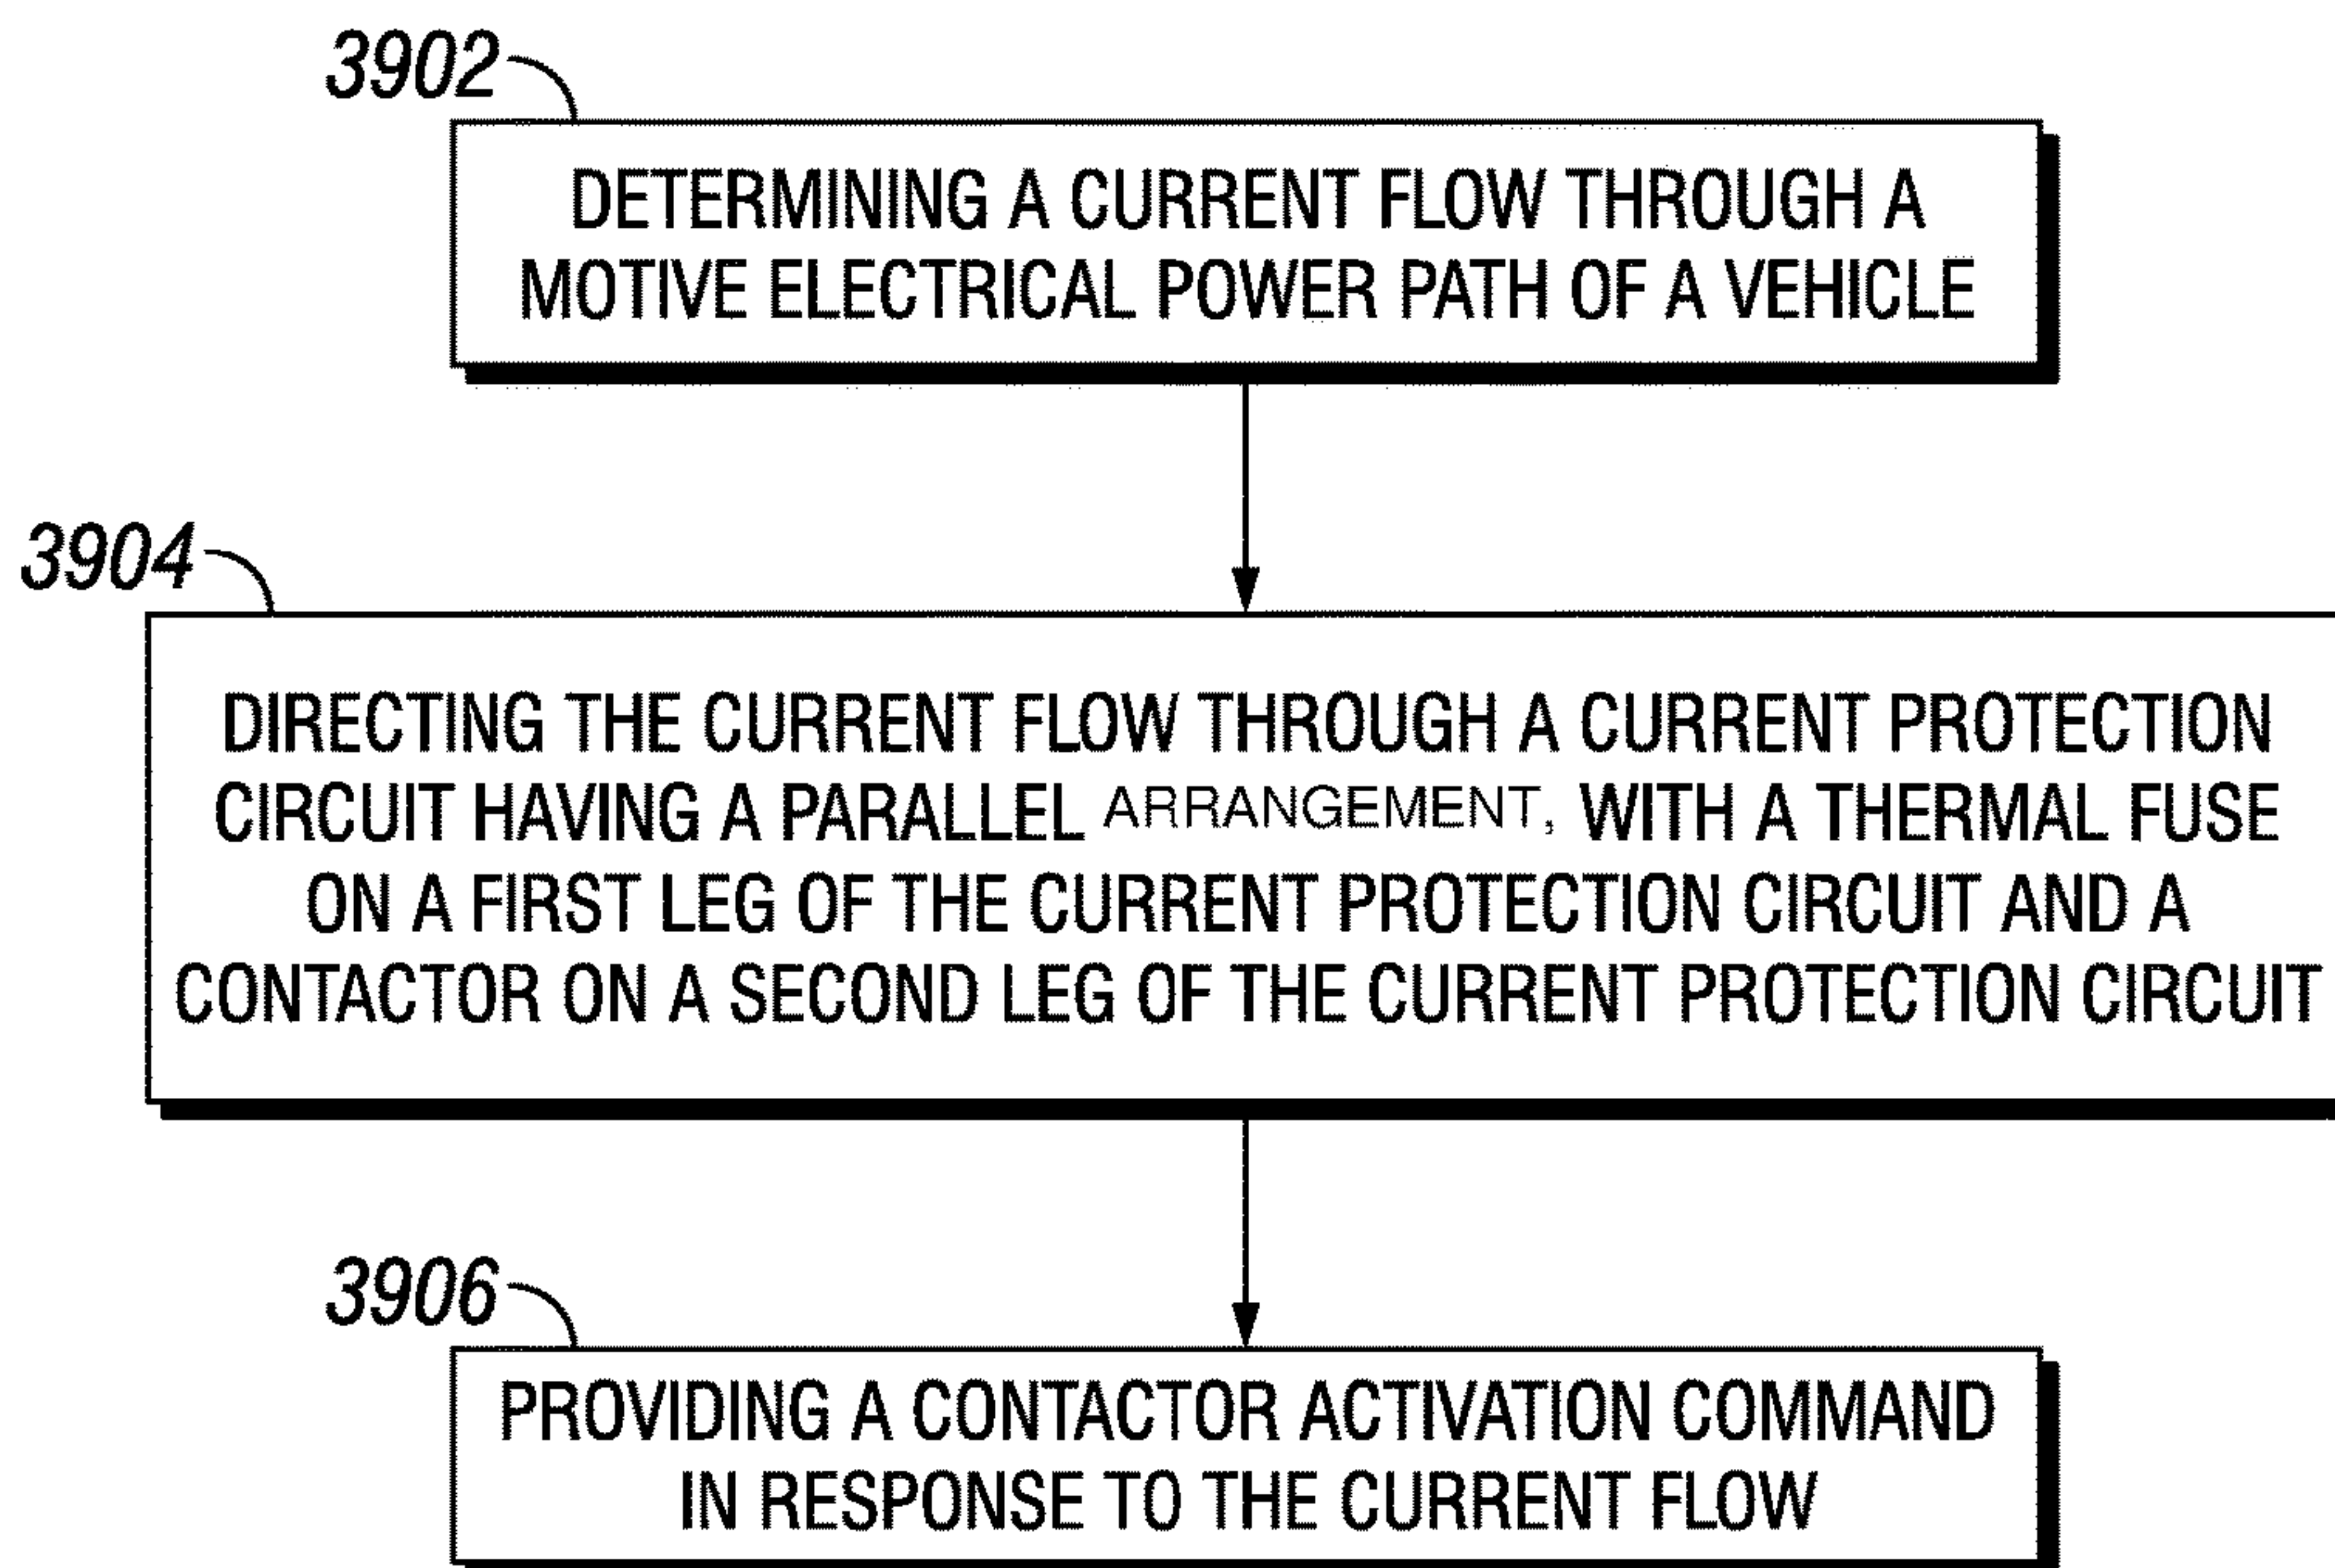 3902
DETERMINING A CURRENT FLOW THROUGH A
MOTIVE ELECTRICAL POWER PATH OF A VEHICLE
3904
DIRECTING THE CURRENT FLOW THROUGH A CURRENT PROTECTION
CIRCUIT HAVING A PARALLEL ARRANGEMENT, WITH A THERMAL FUSE
ON A FIRST LEG OF THE CURRENT PROTECTION CIRCUIT AND A
CONTACTOR ON A SECOND LEG OF THE CURRENT PROTECTION CIRCUIT
3906
PROVIDING A CONTACTOR ACTIVATION COMMAND
IN RESPONSE TO THE CURRENT FLOW